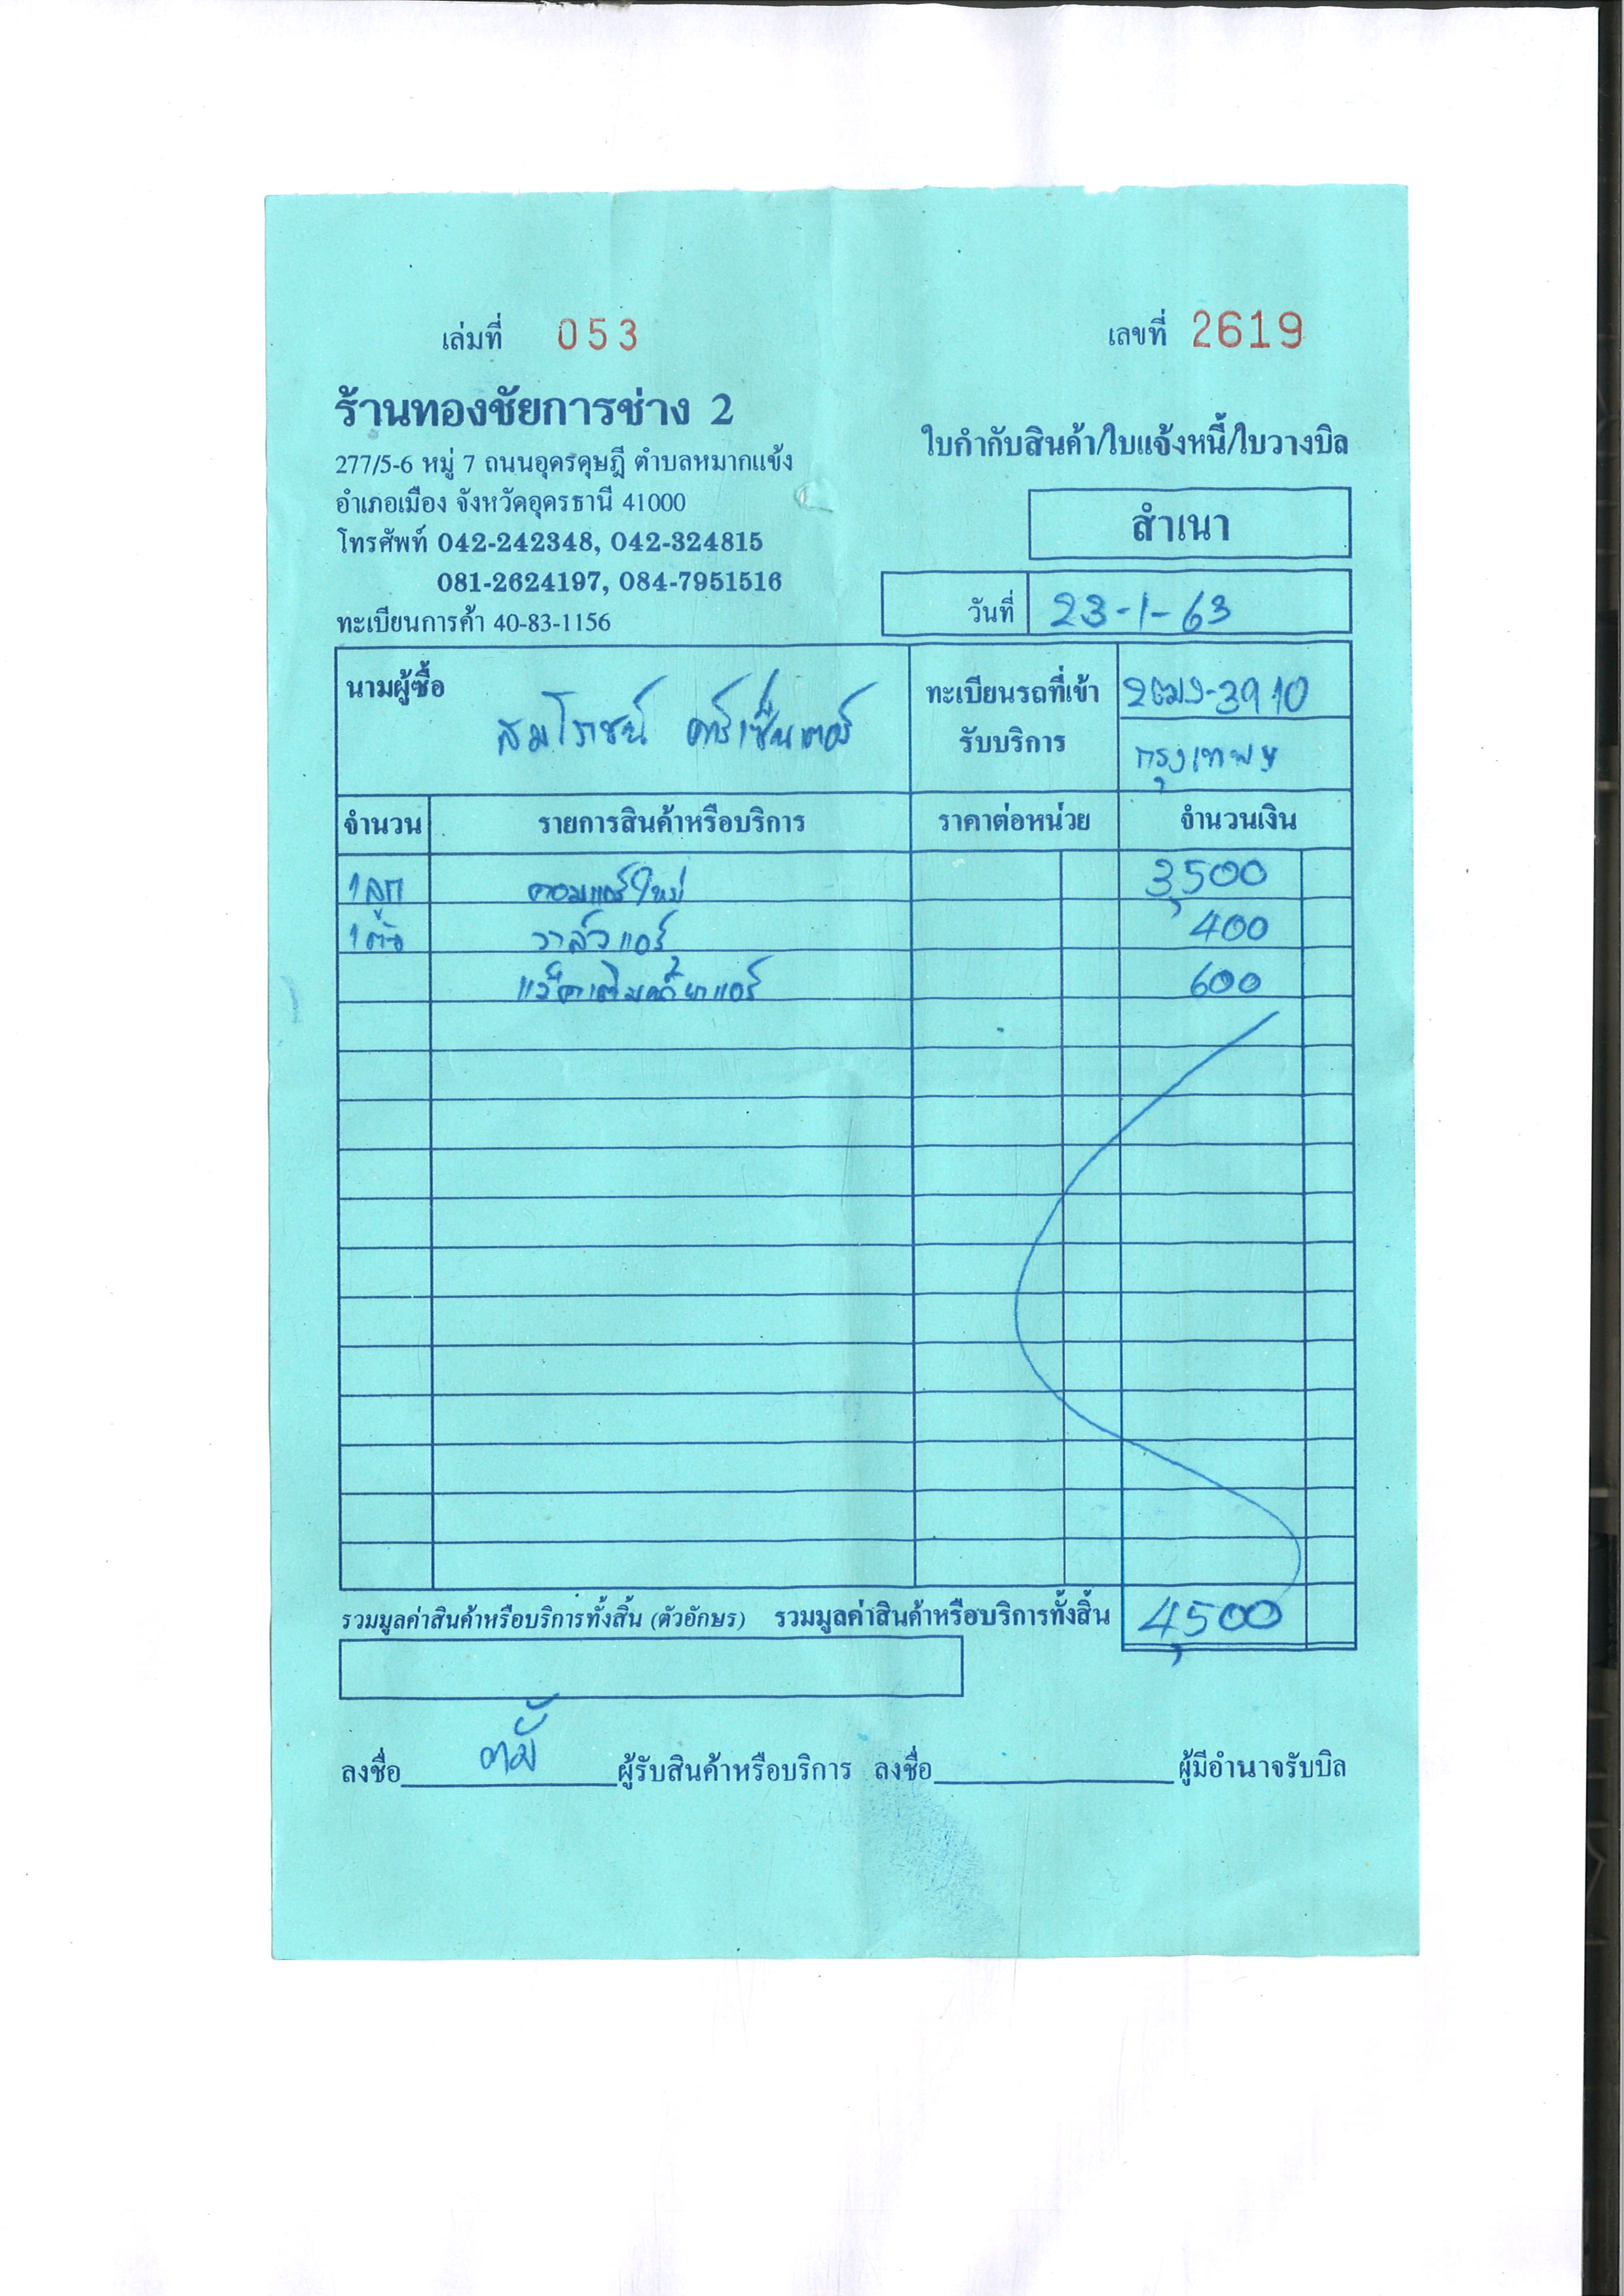 เล่มที่ 053
เลขที่ 2619
ร้านทองชัยการช่าง 2
277/5-6 หมู่ 7 ถนนอุดรดุษฎี ตำบลหมากแข้ง
อำเภอเมือง จังหวัดอุดรธานี 41000
โทรศัพท์ 042-242348, 042-324815
081-2624197, 084-7951516
ทะเบียนการค้า 40-83-1156
ใบกำกับสินค้า/ใบแจ้งหนี้/ใบวางบิล
สำเนา
วันที่ 23-1-63
นามผู้ซื้อ สมโภชน์ คาร์เซ็นเตอร์
ทะเบียนรถที่เข้า
รับบริการ
กรุงเทพฯ
จำนวน รายการสินค้าหรือบริการ ราคาต่อหน่วย จำนวนเงิน
1 ลูก คอมแอร์ใหม่ 3,500
1 ตัว วาล์วแอร์ 400
แว๊คเติมน้ำยาแอร์ 600
รวมมูลค่าสินค้าหรือบริการทั้งสิ้น (ตัวอักษร) รวมมูลค่าสินค้าหรือบริการทั้งสิ้น 4,500
ลงชื่อ ผู้รับสินค้าหรือบริการ ลงชื่อ ผู้มีอำนาจรับบิล